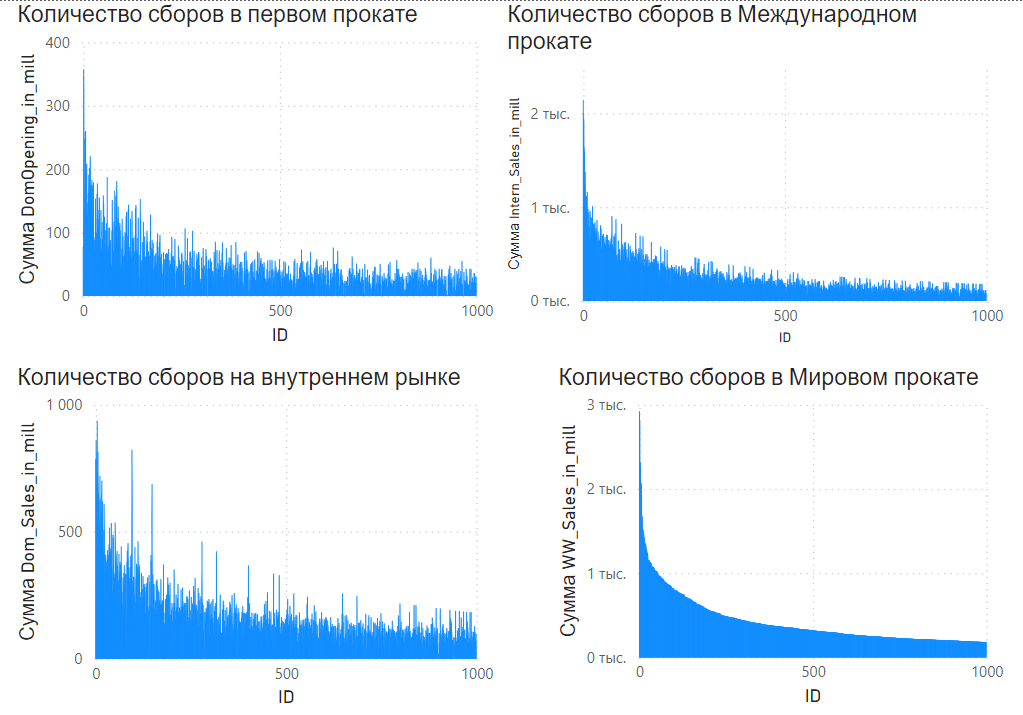 Количество сборов в первом прокате
Сумма DomOpening_in_mill
400
300
200
100
0
0
500
1000
ID
Количество сборов в Международном
прокате
Сумма Intern_Sales_in_mill
2 тыс.
1 тыс.
0 тыс.
0
500
1000
ID
Количество сборов на внутреннем рынке
Сумма Dom_Sales_in_mill
1 000
500
0
0
500
1000
ID
Количество сборов в Мировом прокате
Сумма WW_Sales_in_mill
3 тыс.
2 тыс.
1 тыс.
0 тыс.
0
500
1000
ID